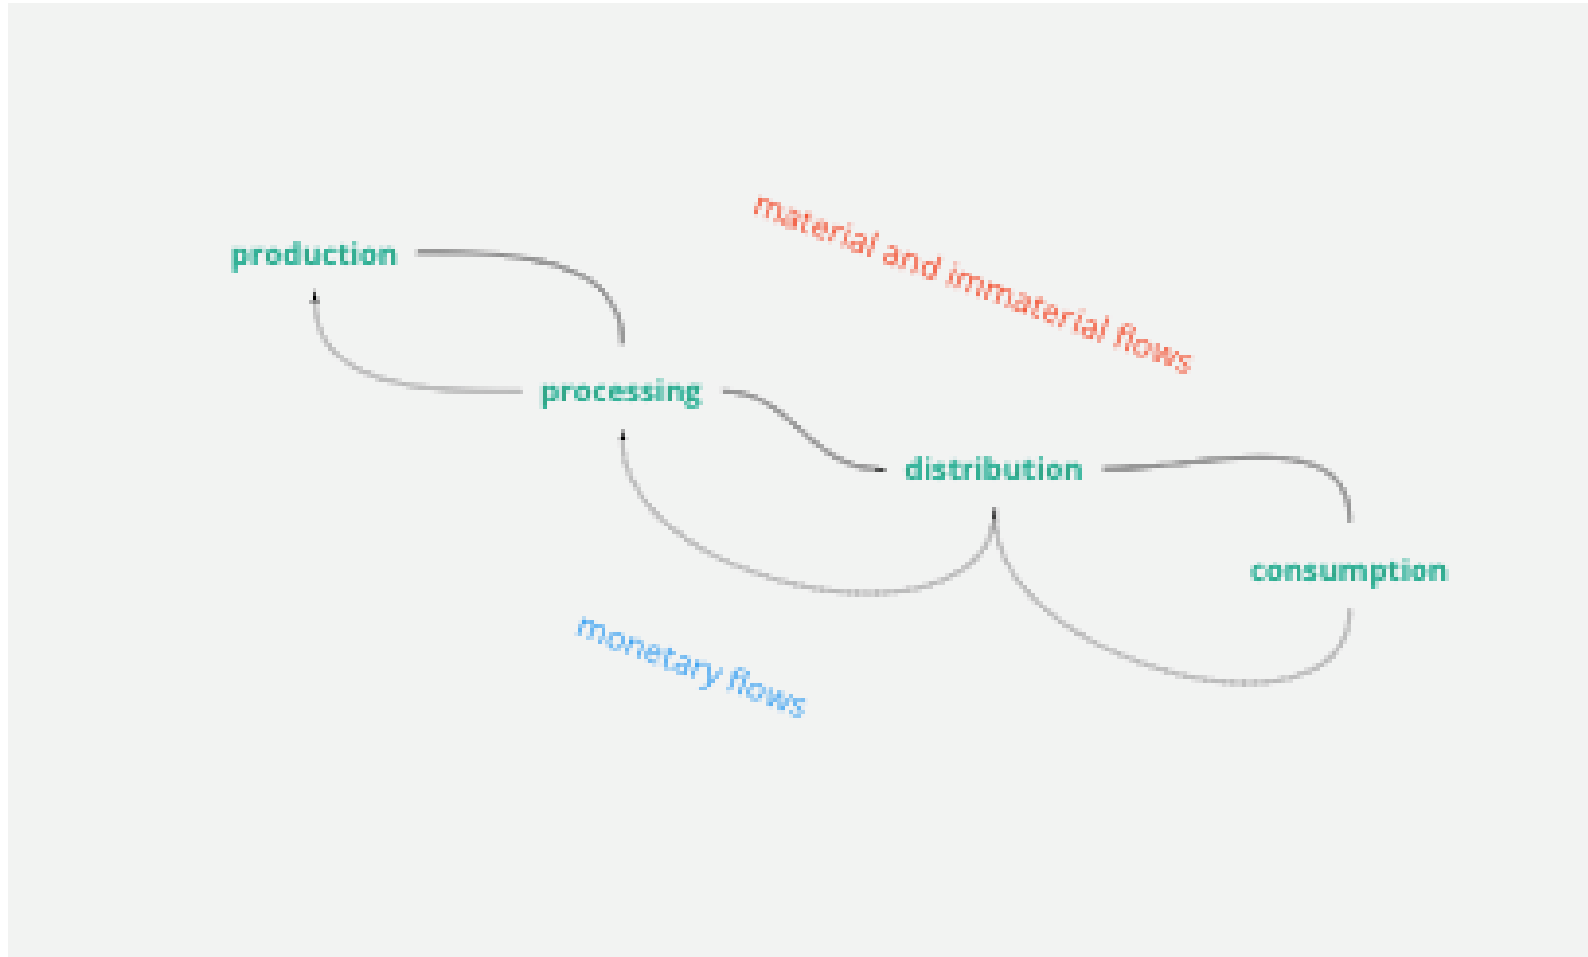 material and immaterial flows
production
processing
distribution
consumption
monetary flows